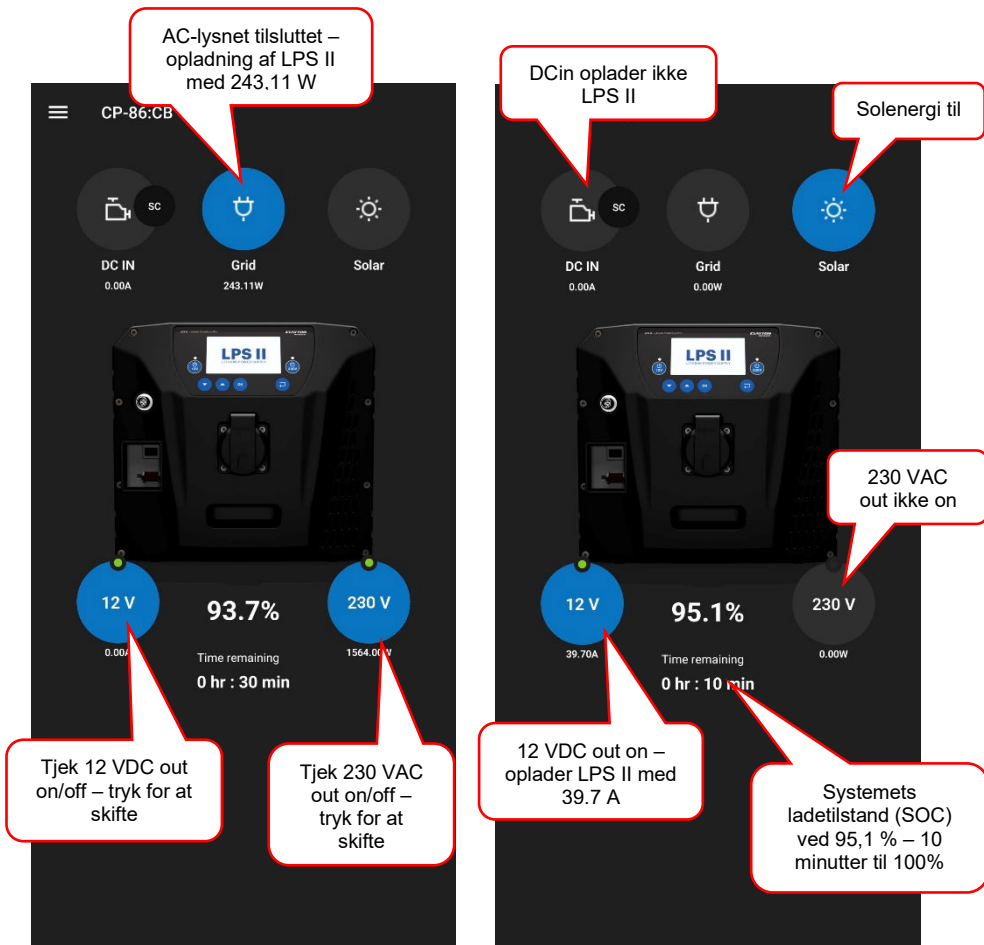 AC-lysnet tilsluttet –
opladning af LPS II
med 243,11 W
CP-86:CB
SC
DC IN
0.00A
Grid
243.11W
Solar
LPS II
12 V
0.00A
93.7%
Time remaining
0 hr : 30 min
230 V
1564.00W
Tjek 12 VDC out
on/off – tryk for at
skifte
Tjek 230 VAC
out on/off –
tryk for at
skifte
DCin oplader ikke
LPS II
Solenergi til
SC
DC IN
0.00A
Grid
0.00W
Solar
LPS II
230 VAC
out ikke on
12 V
39.70A
95.1%
Time remaining
0 hr : 10 min
230 V
0.00W
12 VDC out on –
oplader LPS II med
39.7 A
Systemets
ladetilstand (SOC)
ved 95,1 % – 10
minutter til 100%